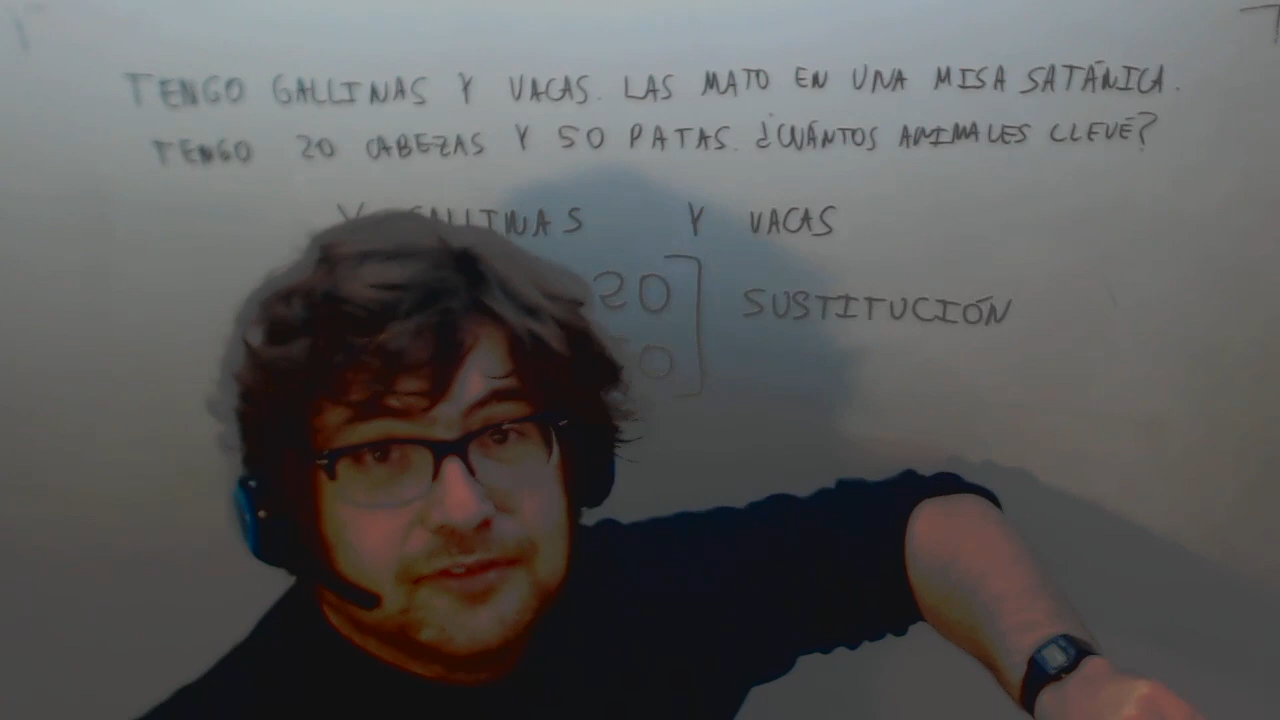 TENGO GALLINAS Y VACAS. LAS MATO EN UNA MISA SATÁNICA.
TENGO 20 CABEZAS Y 50 PATAS. ¿CUÁNTOS ANIMALES LLEVÉ?
GALLINAS Y VACAS
20 SUSTITUCIÓN